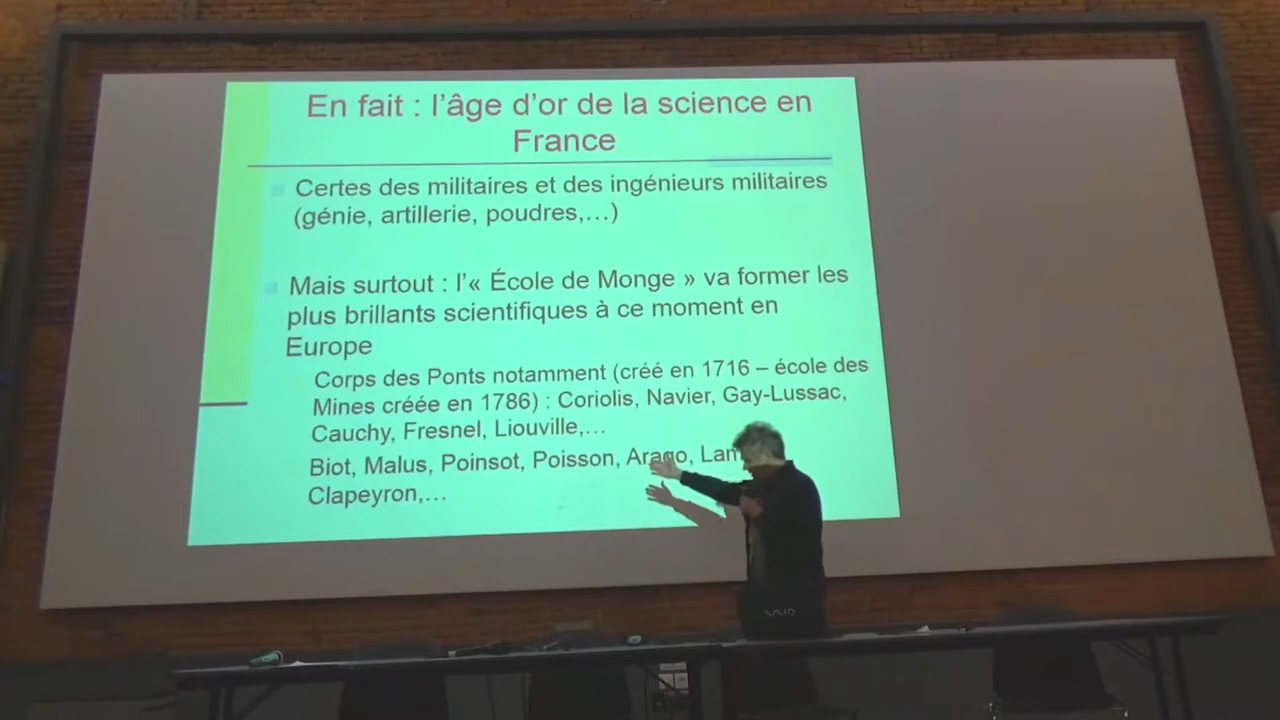 En fait : l'âge d'or de la science en
France
Certes des militaires et des ingénieurs militaires
(génie, artillerie, poudres,…)
Mais surtout : l'« École de Monge » va former les
plus brillants scientifiques à ce moment en
Europe
Corps des Ponts notamment (créé en 1716 – école des
Mines créée en 1786) : Coriolis, Navier, Gay-Lussac,
Cauchy, Fresnel, Liouville,…
Biot, Malus, Poinsot, Poisson, Arago,
Clapeyron,…
VAIO